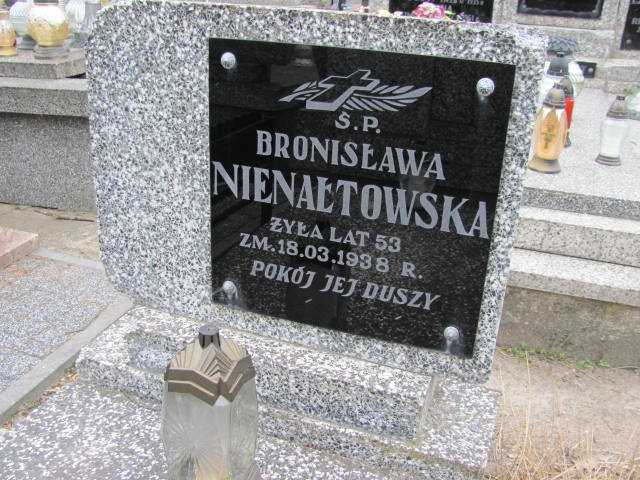 Ś.P.
BRONISŁAWA
NIENAŁTOWSKA
ŻYŁA LAT 53
ZM. 18.03.1938 R.
POKÓJ JEJ DUSZY